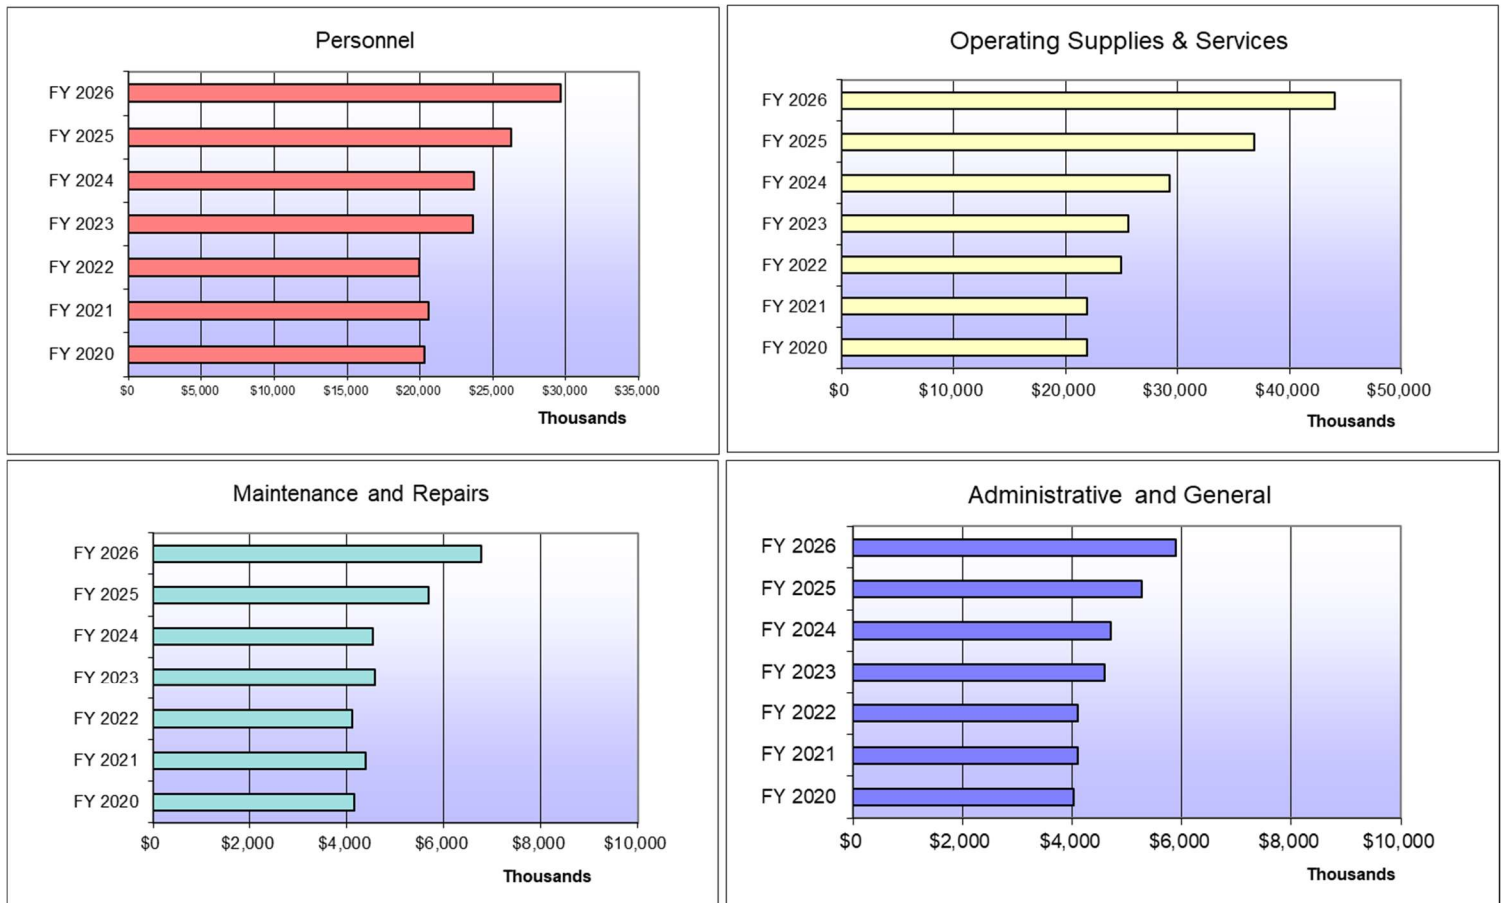 Personnel
FY 2026
FY 2025
FY 2024
FY 2023
FY 2022
FY 2021
FY 2020
$0 $5,000 $10,000 $15,000 $20,000 $25,000 $30,000 $35,000
Thousands
Operating Supplies & Services
FY 2026
FY 2025
FY 2024
FY 2023
FY 2022
FY 2021
FY 2020
$0 $10,000 $20,000 $30,000 $40,000 $50,000
Thousands
Maintenance and Repairs
FY 2026
FY 2025
FY 2024
FY 2023
FY 2022
FY 2021
FY 2020
$0 $2,000 $4,000 $6,000 $8,000 $10,000
Thousands
Administrative and General
FY 2026
FY 2025
FY 2024
FY 2023
FY 2022
FY 2021
FY 2020
$0 $2,000 $4,000 $6,000 $8,000 $10,000
Thousands